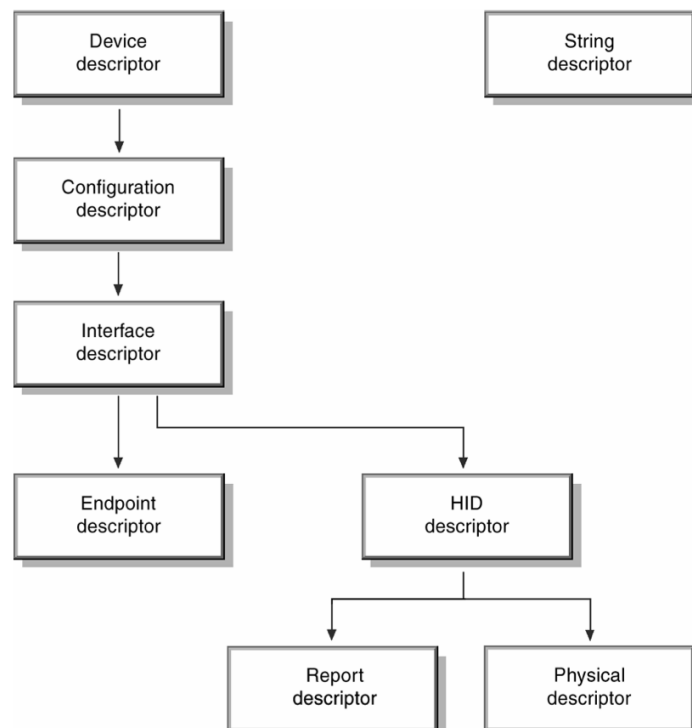 Device
descriptor
String
descriptor
Configuration
descriptor
Interface
descriptor
Endpoint
descriptor
HID
descriptor
Report
descriptor
Physical
descriptor